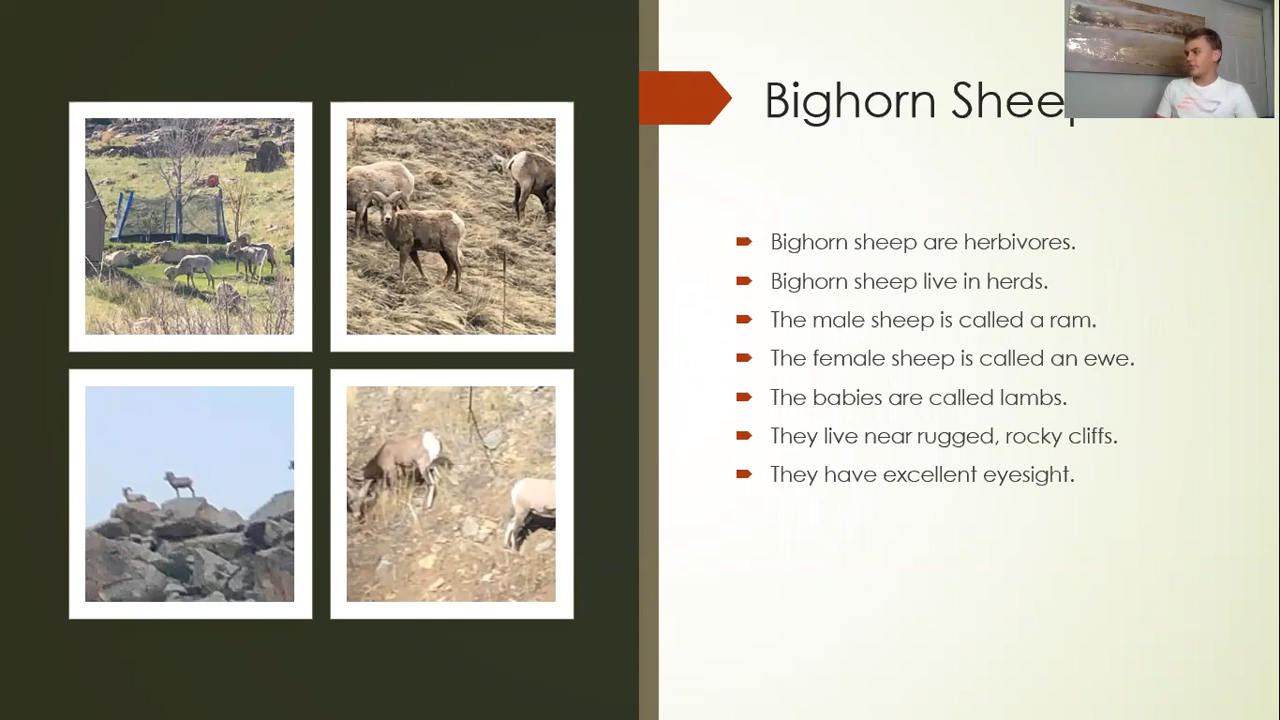 Bighorn Sheep
Bighorn sheep are herbivores.
Bighorn sheep live in herds.
The male sheep is called a ram.
The female sheep is called an ewe.
The babies are called lambs.
They live near rugged, rocky cliffs.
They have excellent eyesight.